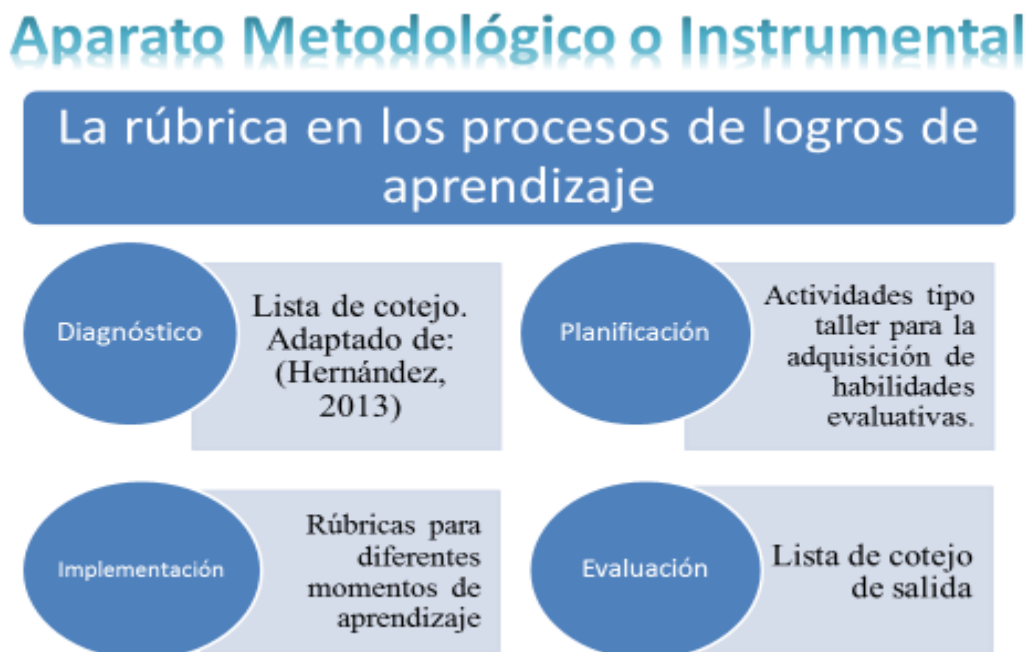 Aparato Metodológico o Instrumental
La rúbrica en los procesos de logros de
aprendizaje
Diagnóstico
Lista de cotejo.
Adaptado de:
(Hernández,
2013)
Planificación
Actividades tipo
taller para la
adquisición de
habilidades
evaluativas.
Implementación
Rúbricas para
diferentes
momentos de
aprendizaje
Evaluación
Lista de cotejo
de salida